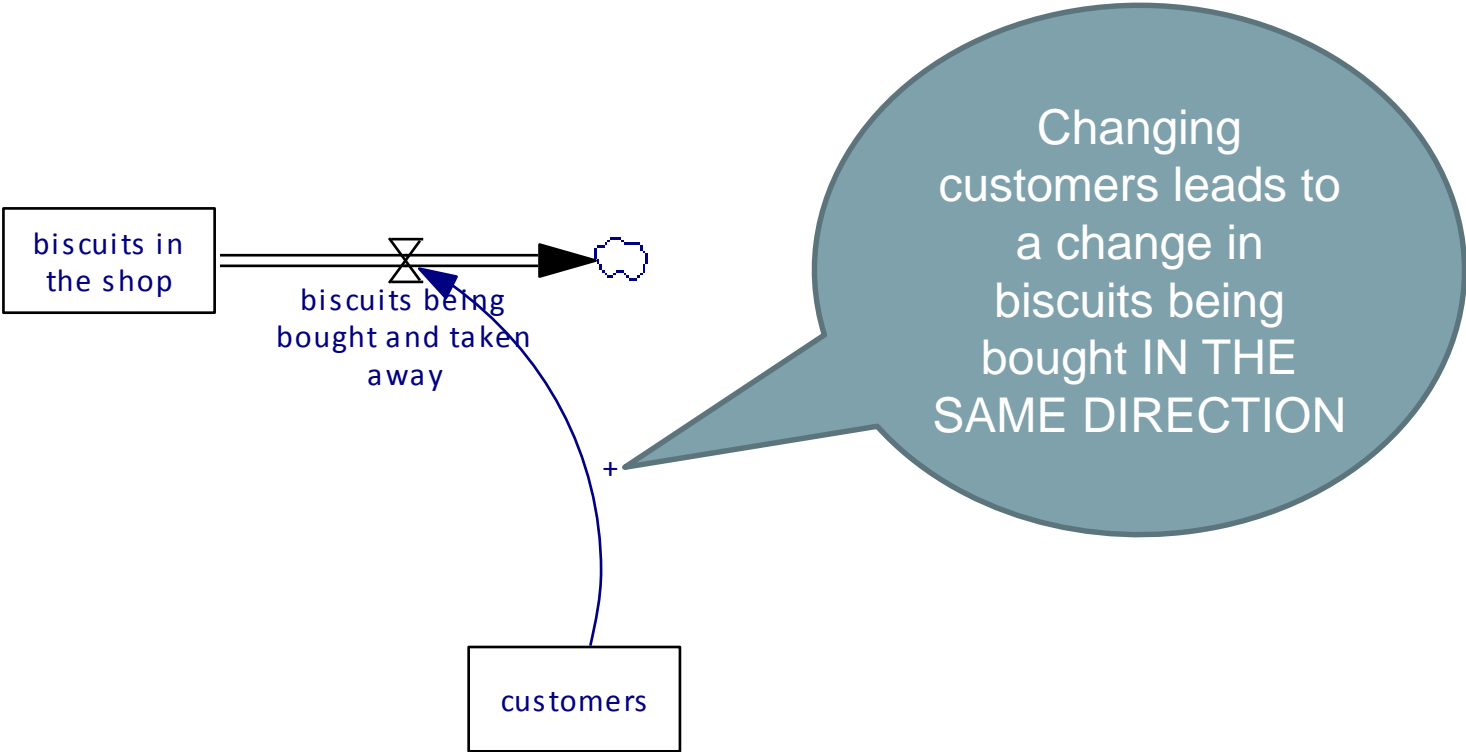 biscuits in
the shop
biscuits being
bought and taken
away
+
customers
Changing
customers leads to
a change in
biscuits being
bought IN THE
SAME DIRECTION